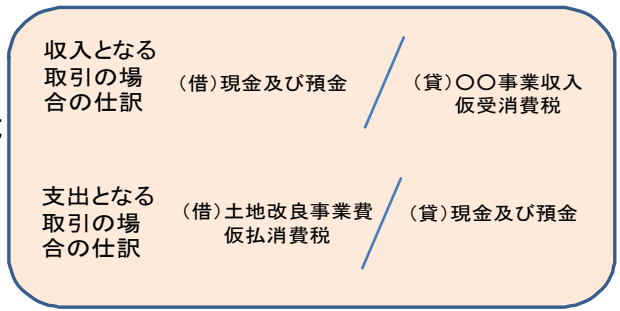 収入となる
取引の場
合の仕訳
(借)現金及び預金
(貸)〇〇事業収入
仮受消費税
支出となる
取引の場
合の仕訳
(借)土地改良事業費
仮払消費税
(貸)現金及び預金